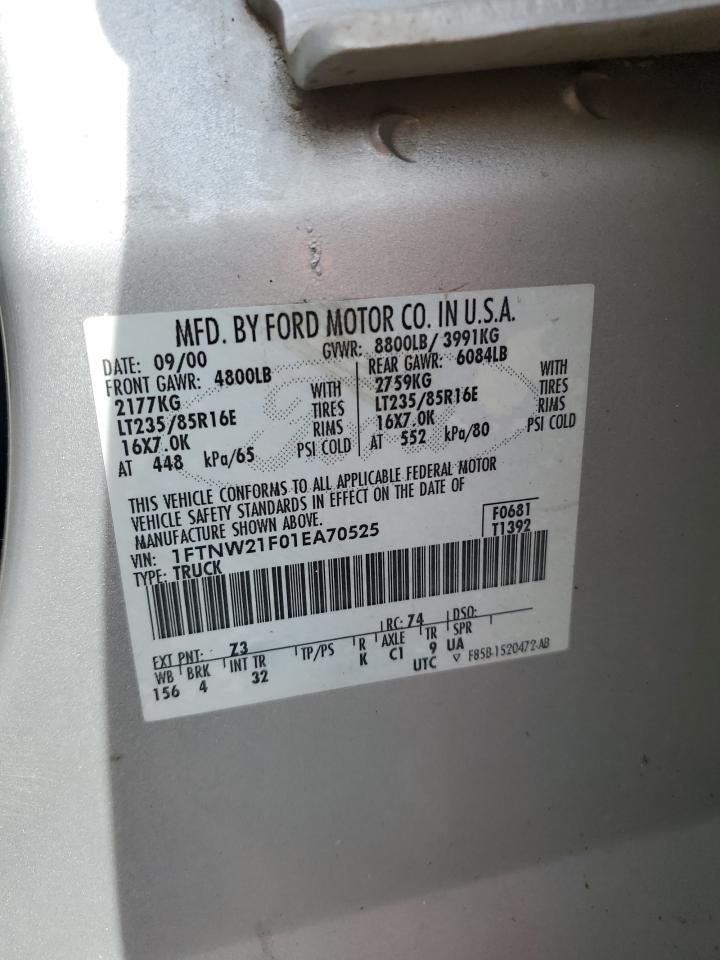 MFD. BY FORD MOTOR CO. IN U.S.A.
DATE: 09/00 GVWR: 8800LB/ 3991KG
FRONT GAWR: 4800LB REAR GAWR: 6084LB
2177KG WITH 2759KG WITH
LT235/85R16E TIRES LT235/85R16E TIRES
16X7.0K RIMS 16X7.0K RIMS
AT 448 kPa/65 PSI COLD AT 552 kPa/80 PSI COLD
THIS VEHICLE CONFORMS TO ALL APPLICABLE FEDERAL MOTOR
VEHICLE SAFETY STANDARDS IN EFFECT ON THE DATE OF
MANUFACTURE SHOWN ABOVE.
F0681
VIN: 1FTNW21F01EA70525 T1392
TYPE: TRUCK
EXT PNT: Z3 RC: 74 DSO:
WB BRK INT TR TP/PS R AXLE TR SPR
156 4 32 K C1 9 UA
UTC ▽ F85B-1520472-AB